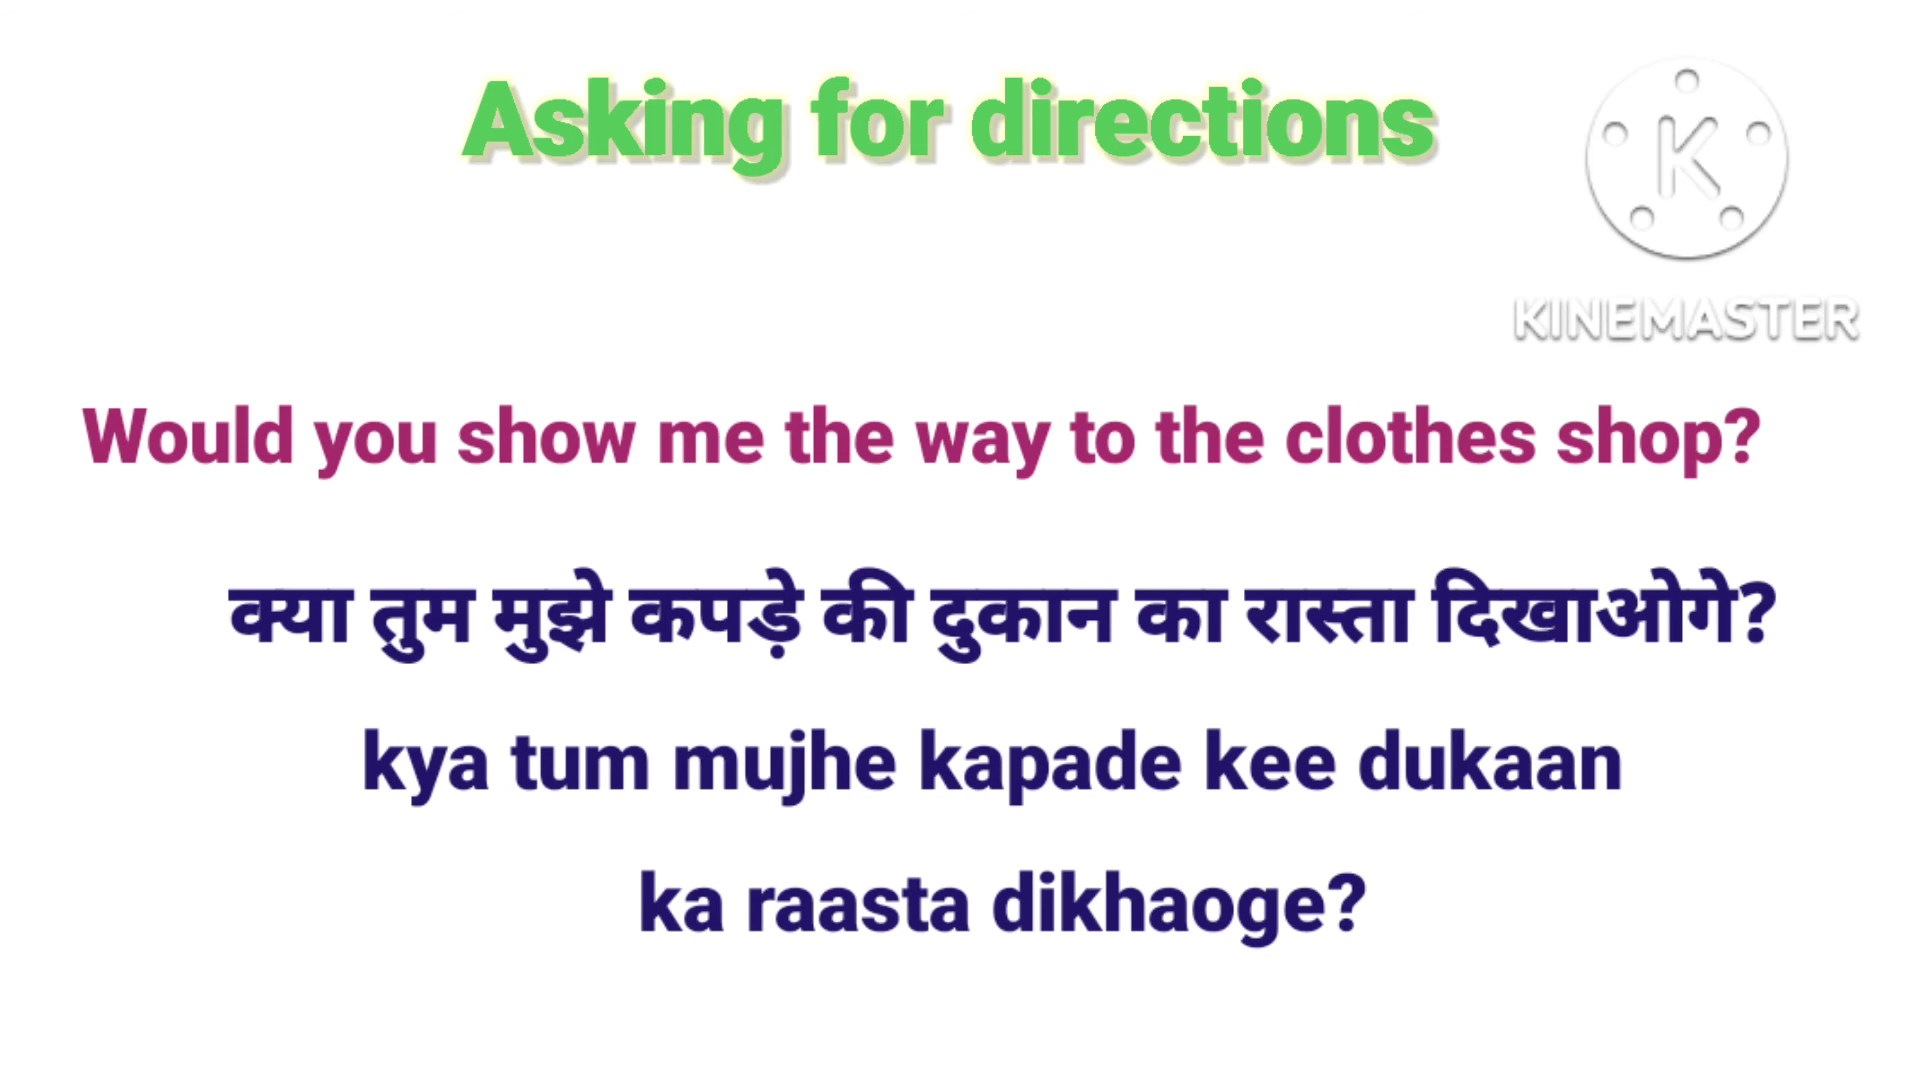 Asking for directions
K
KINEMASTER
Would you show me the way to the clothes shop?
क्या तुम मुझे कपड़े की दुकान का रास्ता दिखाओगे?
kya tum mujhe kapade kee dukaan
ka raasta dikhaoge?